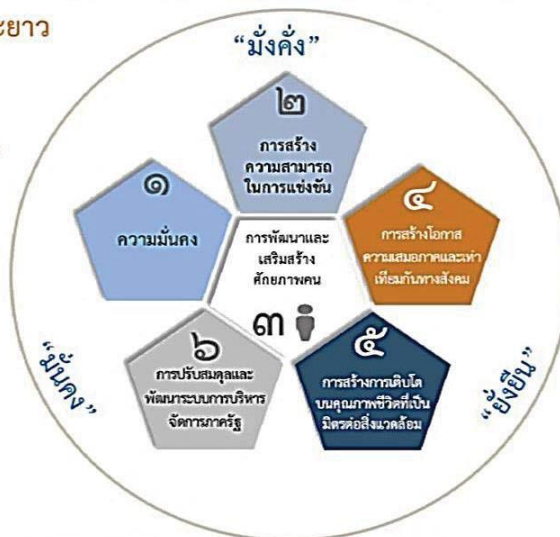 ะยาว
“มั่งคั่ง”
๒
การสร้าง
ความสามารถ
ในการแข่งขัน
๑
ความมั่นคง
๔
การสร้างโอกาส
ความเสมอภาคและเท่า
เทียมกันทางสังคม
การพัฒนาและ
เสริมสร้าง
ศักยภาพคน
๓
๖
การปรับสมดุลและ
พัฒนาระบบการบริหาร
จัดการภาครัฐ
๕
การสร้างการเติบโต
บนคุณภาพชีวิตที่เป็น
มิตรต่อสิ่งแวดล้อม
“มั่นคง”
“ยั่งยืน”